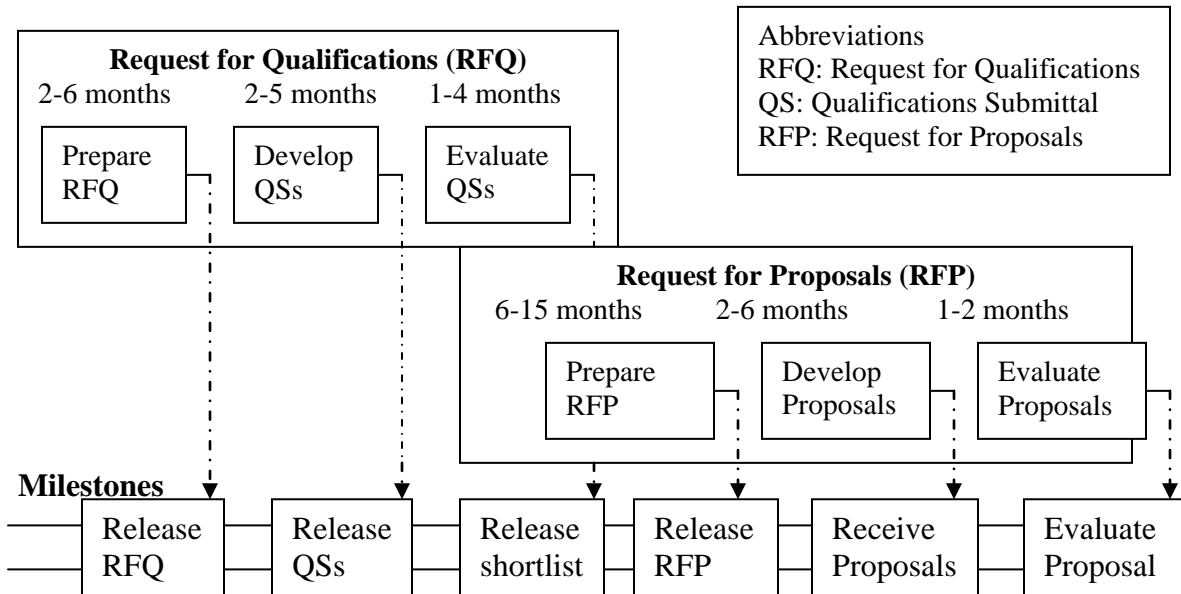 Request for Qualifications (RFQ)
2-6 months
2-5 months
1-4 months
Prepare
RFQ
Develop
QSs
Evaluate
QSs
Abbreviations
RFQ: Request for Qualifications
QS: Qualifications Submittal
RFP: Request for Proposals
Request for Proposals (RFP)
6-15 months
2-6 months
1-2 months
Prepare
RFP
Develop
Proposals
Evaluate
Proposals
Milestones
Release
RFQ
Release
QSs
Release
shortlist
Release
RFP
Receive
Proposals
Evaluate
Proposal